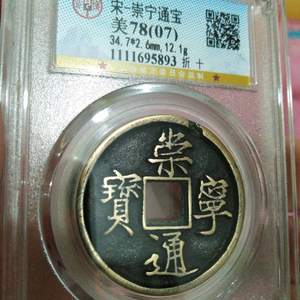 宋-崇宁通宝
美78(07)
34.7*2.6mm,12.1g
1111695893 折十
崇
寧
通
寶